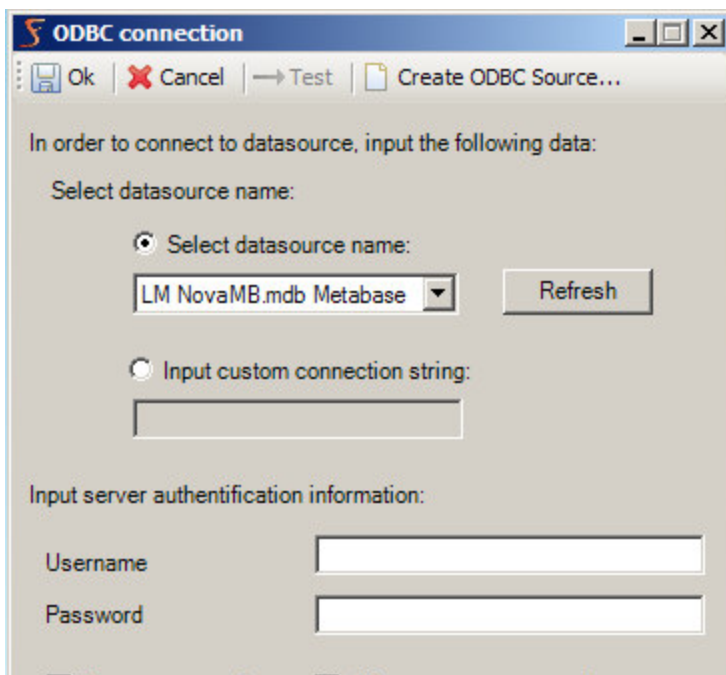 ODBC connection
Ok Cancel Test Create ODBC Source...
In order to connect to datasource, input the following data:
Select datasource name:
Select datasource name:
LM NovaMB.mdb Metabase Refresh
Input custom connection string:
Input server authentification information:
Username
Password